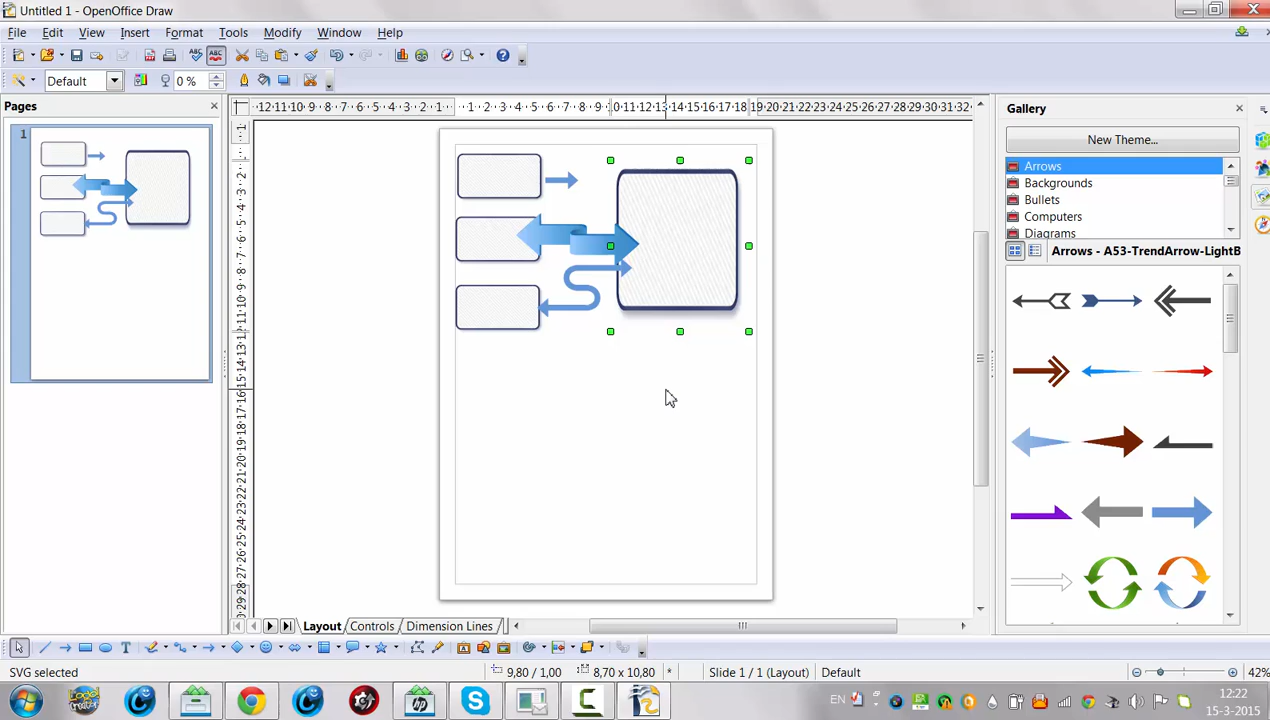 Untitled 1 - OpenOffice Draw
File Edit View Insert Format Tools Modify Window Help
Default 0 %
Pages
1
Gallery
New Theme...
Arrows
Backgrounds
Bullets
Computers
Diagrams
Arrows - A53-TrendArrow-LightB
Layout Controls Dimension Lines
SVG selected 9,80 / 1,00 8,70 x 10,80 * Slide 1 / 1 (Layout) Default 42%
EN 12:22
15-3-2015